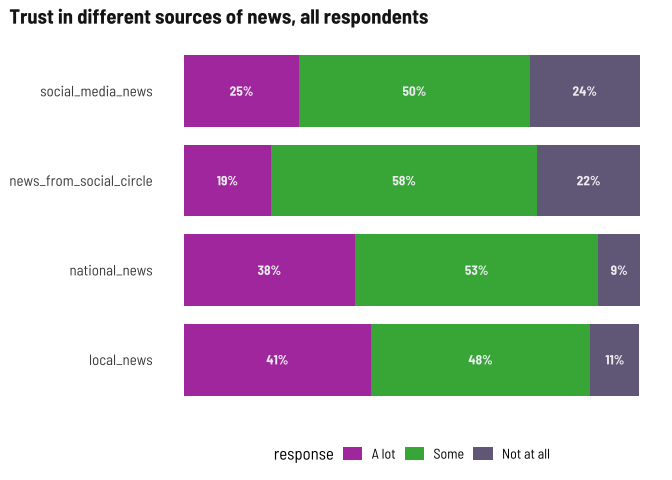 Trust in different sources of news, all respondents
social_media_news 25% 50% 24%
news_from_social_circle 19% 58% 22%
national_news 38% 53% 9%
local_news 41% 48% 11%
response A lot Some Not at all